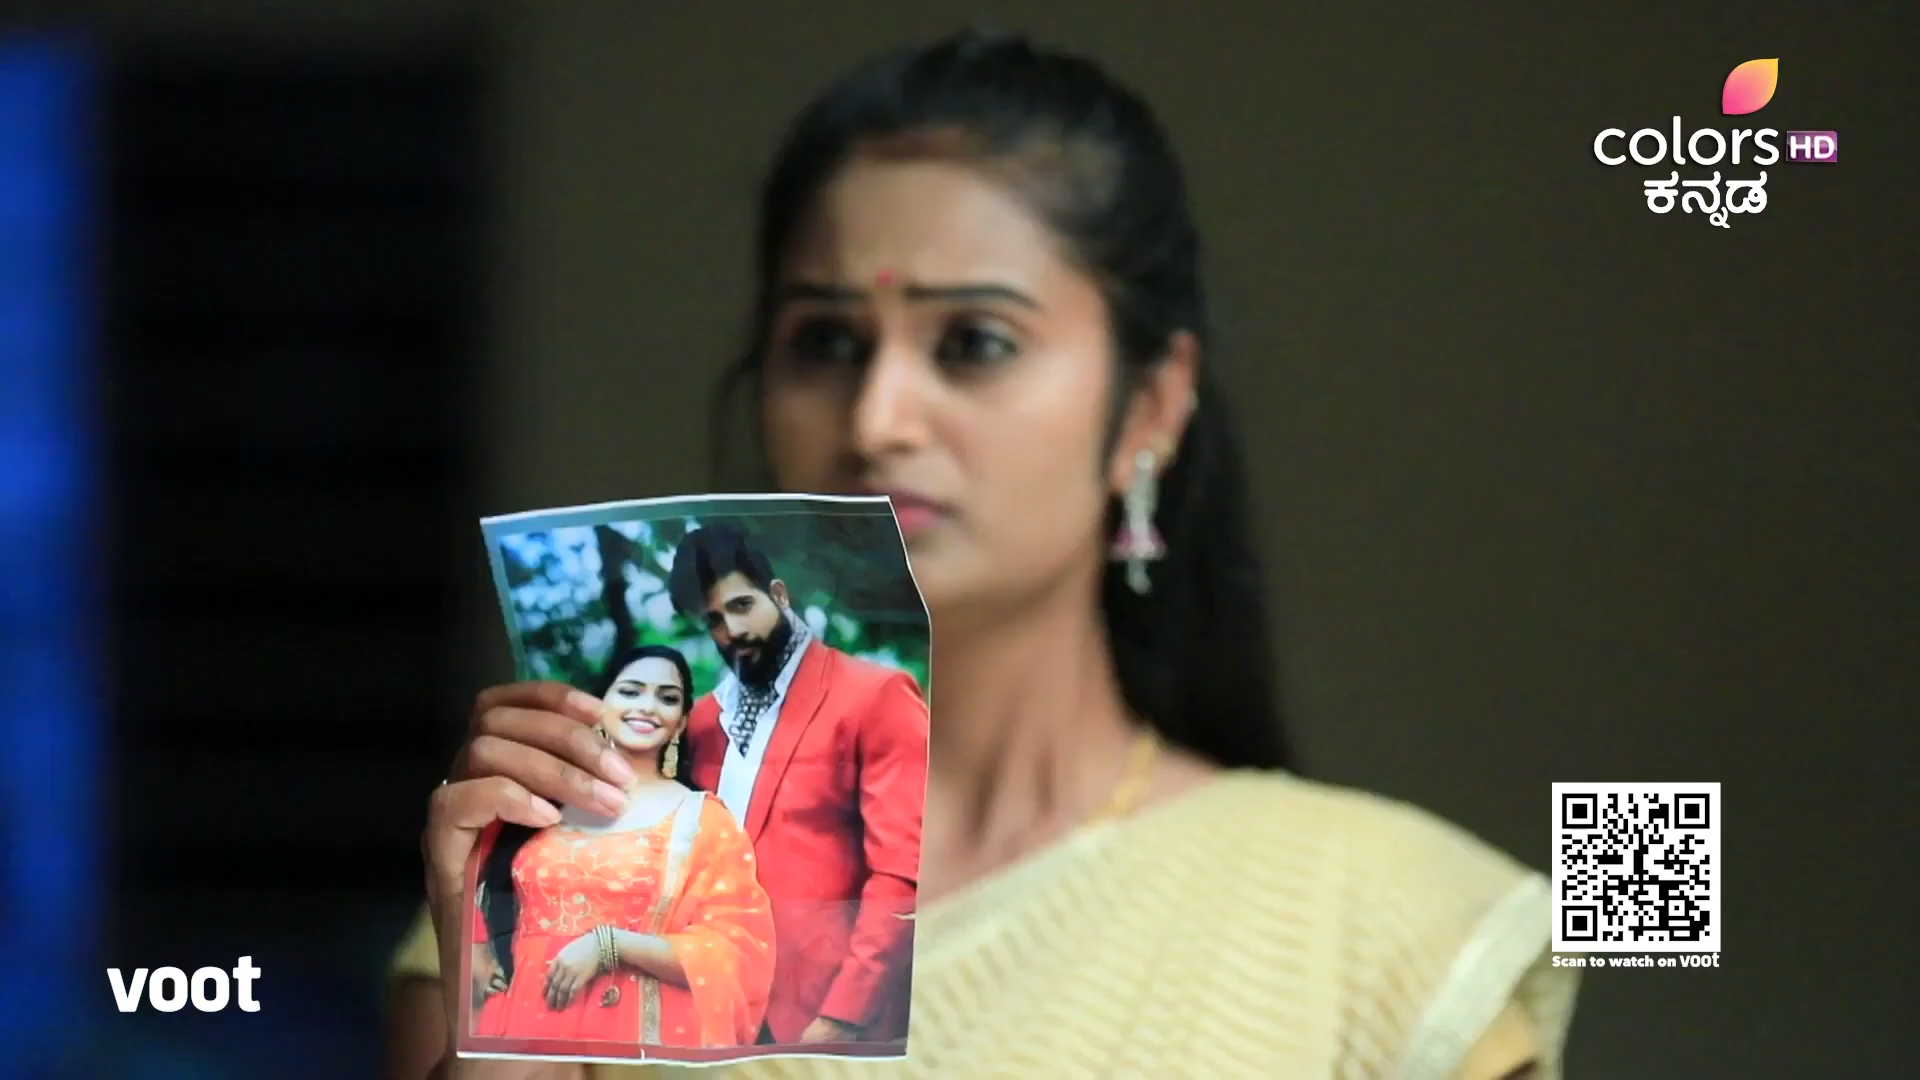 colors HD
ಕನ್ನಡ
Scan to watch on voot
voot